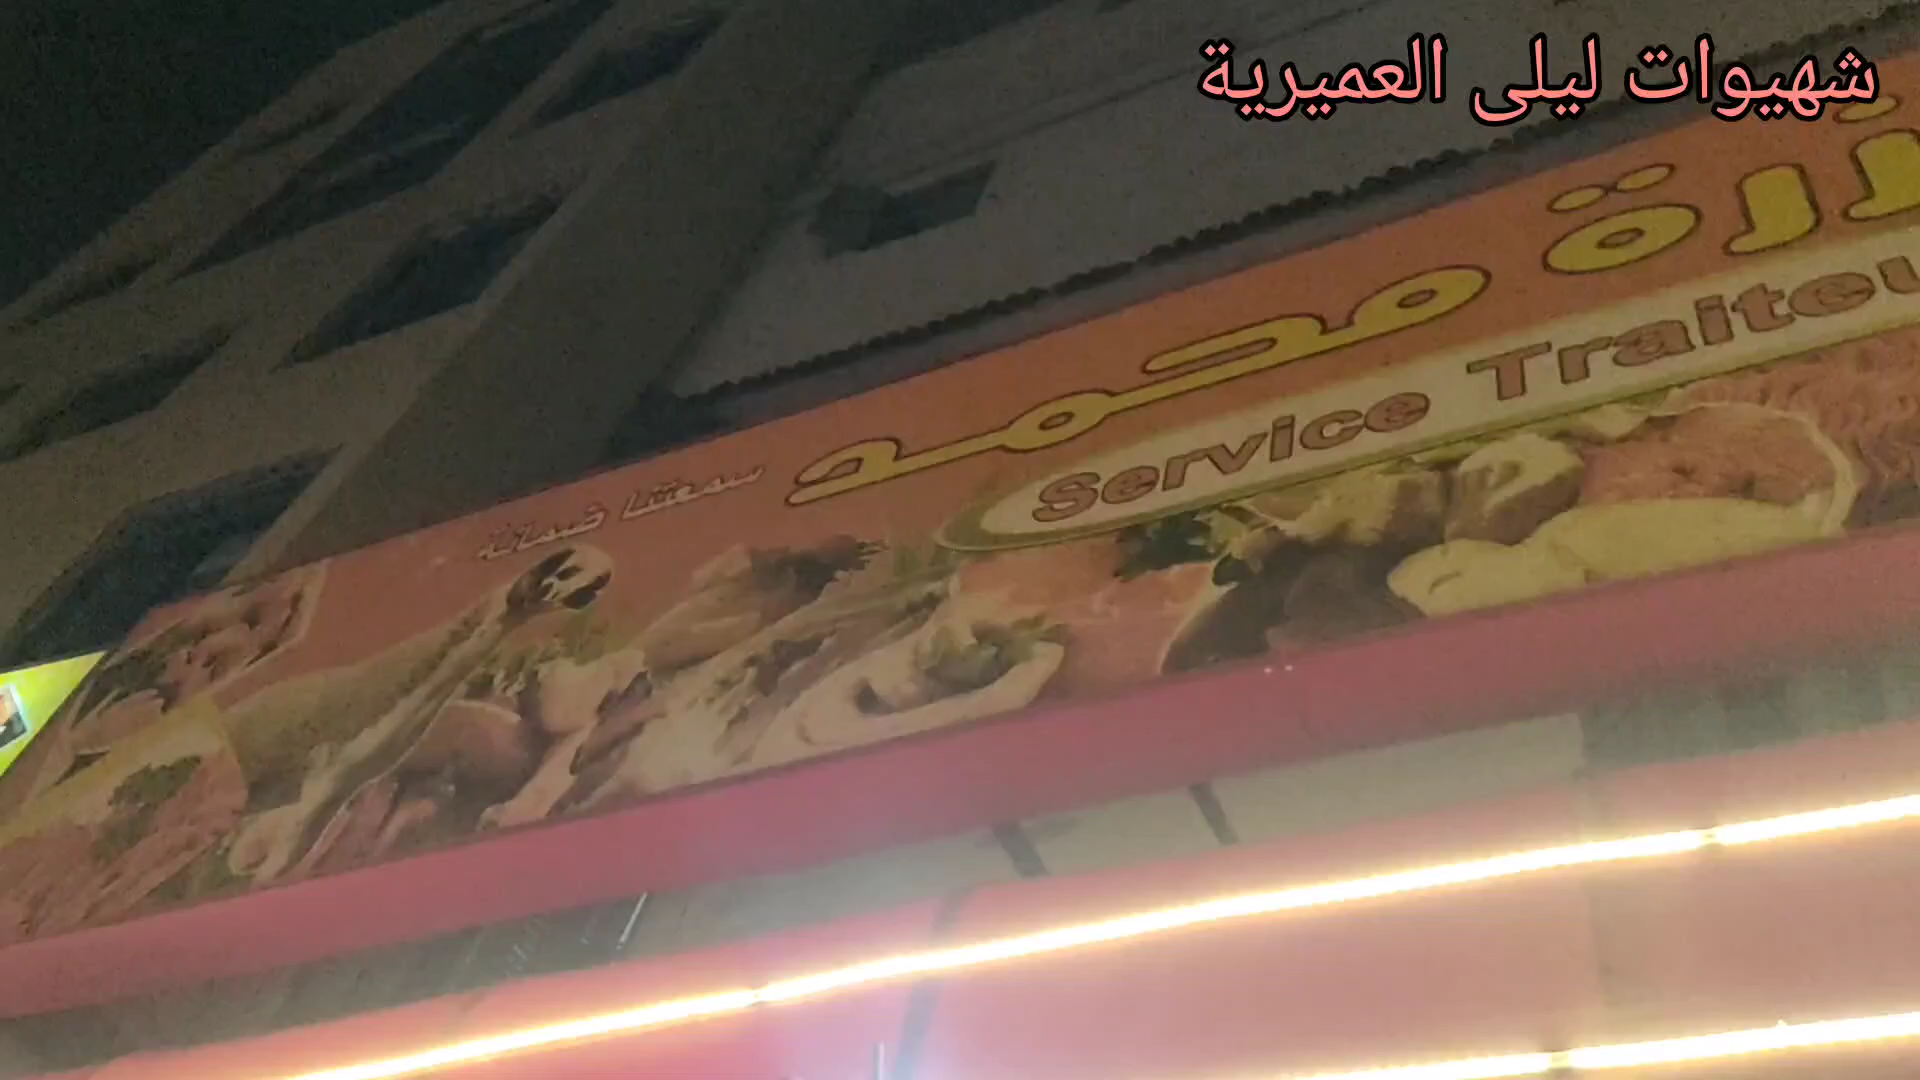 شهيوات ليلى العميرية
محمد
Service Traiteu
سمعتنا ضمانة